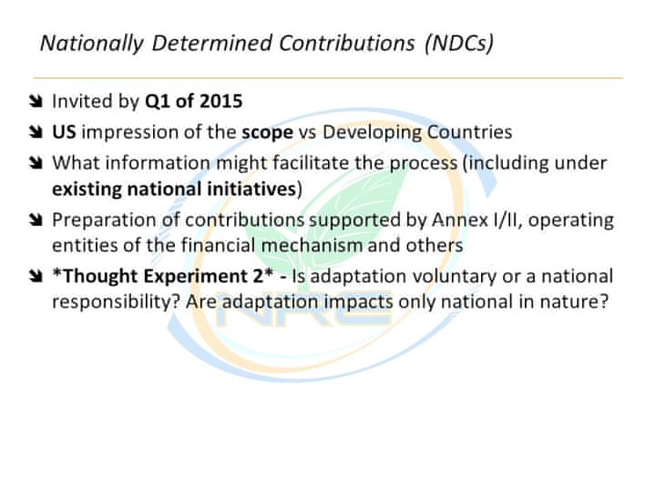 Nationally Determined Contributions (NDCs)
Invited by Q1 of 2015
US impression of the scope vs Developing Countries
What information might facilitate the process (including under
existing national initiatives)
Preparation of contributions supported by Annex I/II, operating
entities of the financial mechanism and others
*Thought Experiment 2* - Is adaptation voluntary or a national
responsibility? Are adaptation impacts only national in nature?
NRE